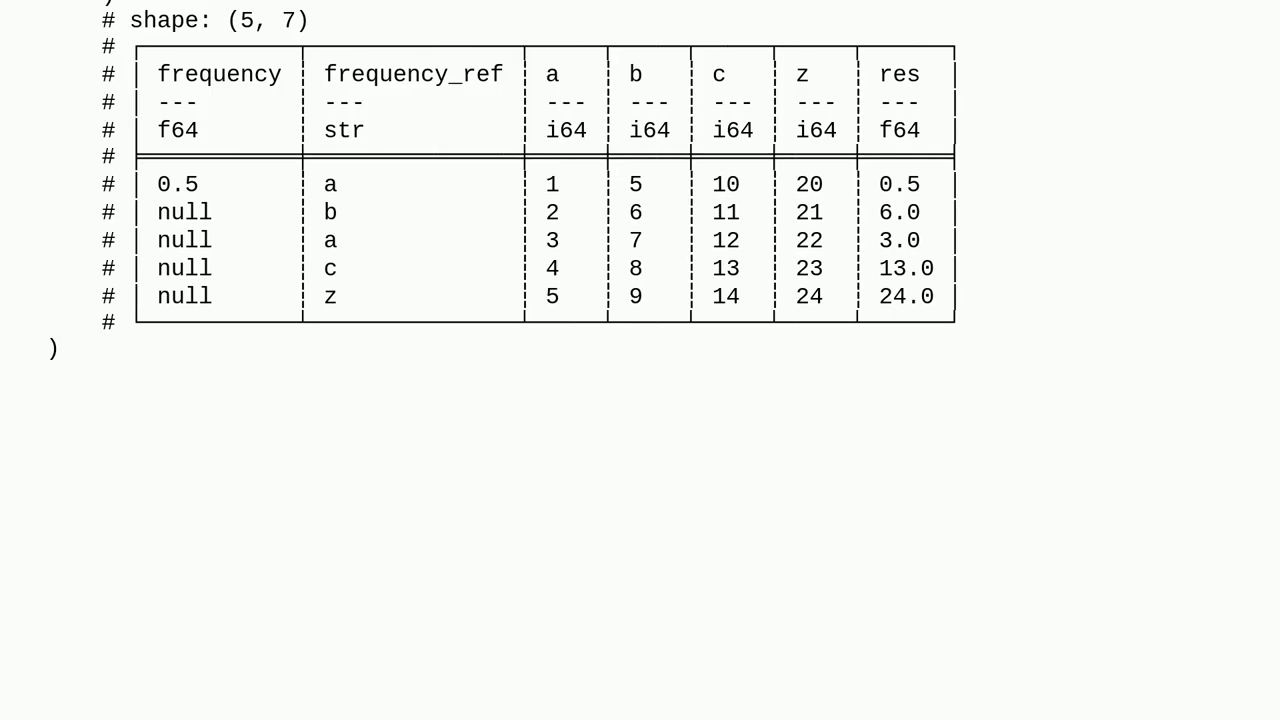 )
# shape: (5, 7)
# ┌───────────┬───────────────┬─────┬─────┬─────┬─────┬──────┐
# │ frequency ┆ frequency_ref ┆ a   ┆ b   ┆ c   ┆ z   ┆ res  │
# │ ---       ┆ ---           ┆ --- ┆ --- ┆ --- ┆ --- ┆ ---  │
# │ f64       ┆ str           ┆ i64 ┆ i64 ┆ i64 ┆ i64 ┆ f64  │
# ╞═══════════╪═══════════════╪═════╪═════╪═════╪═════╪══════╡
# │ 0.5       ┆ a             ┆ 1   ┆ 5   ┆ 10  ┆ 20  ┆ 0.5  │
# │ null      ┆ b             ┆ 2   ┆ 6   ┆ 11  ┆ 21  ┆ 6.0  │
# │ null      ┆ a             ┆ 3   ┆ 7   ┆ 12  ┆ 22  ┆ 3.0  │
# │ null      ┆ c             ┆ 4   ┆ 8   ┆ 13  ┆ 23  ┆ 13.0 │
# │ null      ┆ z             ┆ 5   ┆ 9   ┆ 14  ┆ 24  ┆ 24.0 │
# └───────────┴───────────────┴─────┴─────┴─────┴─────┴──────┘
)